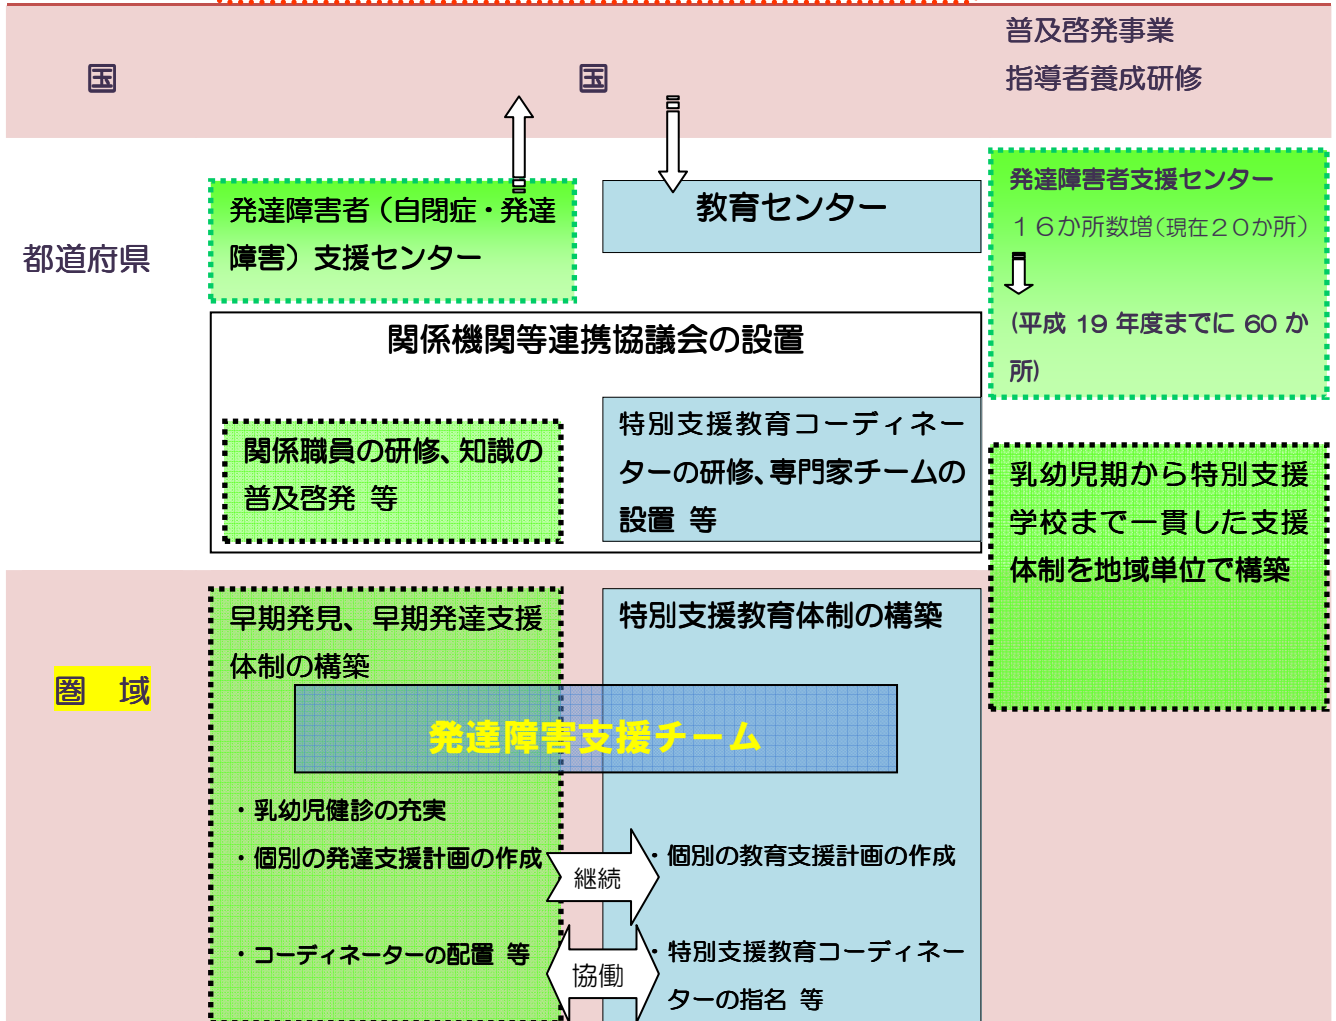 普及啓発事業
国
国
指導者養成研修
都道府県
発達障害者（自閉症・発達
障害）支援センター
教育センター
発達障害者支援センター
１６か所数増（現在２０か所）
(平成 19 年度までに 60 か
所)
関係機関等連携協議会の設置
関係職員の研修、知識の
普及啓発 等
特別支援教育コーディネー
ターの研修、専門家チームの
設置 等
乳幼児期から特別支援
学校まで一貫した支援
体制を地域単位で構築
圏　域
早期発見、早期発達支援
体制の構築
特別支援教育体制の構築
発達障害支援チーム
・乳幼児健診の充実
・個別の発達支援計画の作成
継続
・個別の教育支援計画の作成
・コーディネーターの配置 等
協働
・特別支援教育コーディネー
ターの指名 等